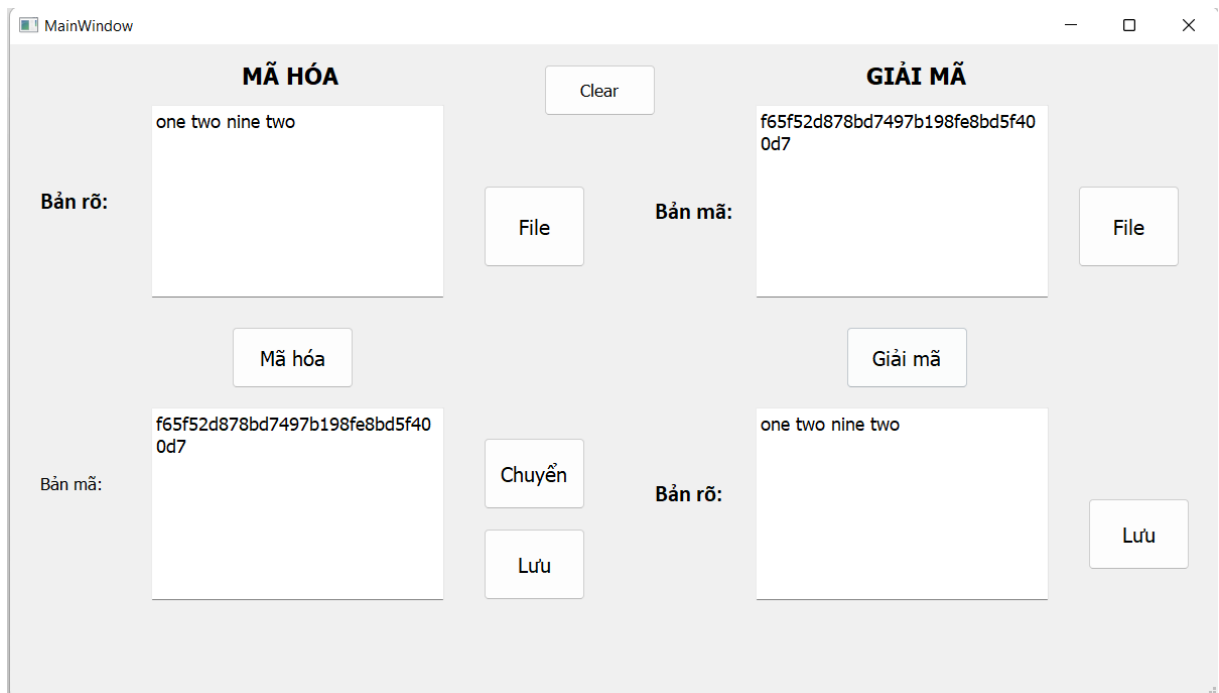 MainWindow
MÃ HÓA
Clear
GIẢI MÃ
Bản rõ:
one two nine two
File
Bản mã:
f65f52d878bd7497b198fe8bd5f40
0d7
File
Mã hóa
Giải mã
Bản mã:
f65f52d878bd7497b198fe8bd5f40
0d7
Chuyển
Lưu
Bản rõ:
one two nine two
Lưu